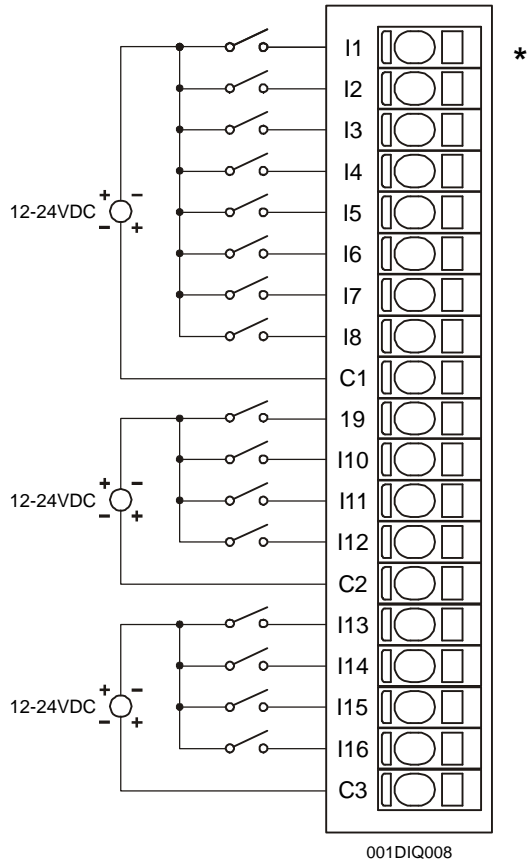 I1
*
I2
I3
I4
+ −
12-24VDC
− +
I5
I6
I7
I8
C1
19
I10
+ −
12-24VDC
− +
I11
I12
C2
I13
I14
+ −
12-24VDC
− +
I15
I16
C3
001DIQ008